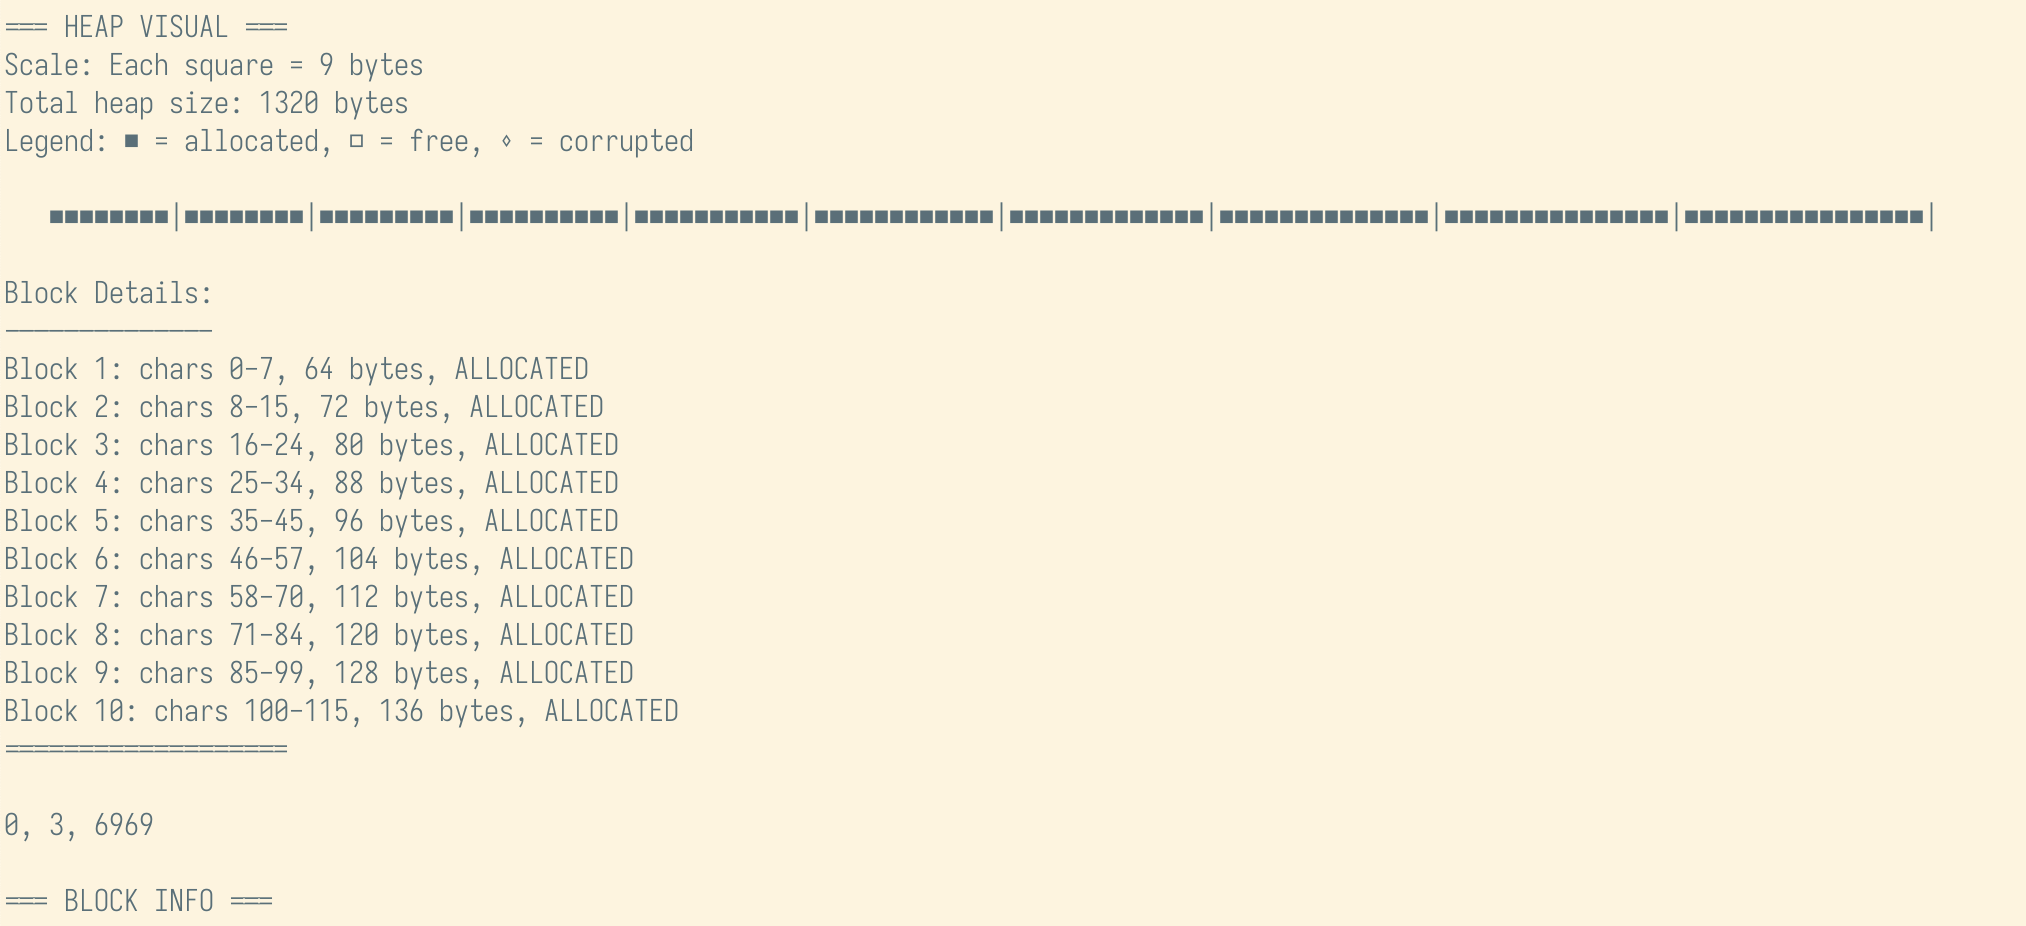 === HEAP VISUAL ===
Scale: Each square = 9 bytes
Total heap size: 1320 bytes
Legend: ■ = allocated, □ = free, ⋄ = corrupted
■■■■■■■■|■■■■■■■■|■■■■■■■■■|■■■■■■■■■■|■■■■■■■■■■■|■■■■■■■■■■■■|■■■■■■■■■■■■■|■■■■■■■■■■■■■■|■■■■■■■■■■■■■■■|■■■■■■■■■■■■■■■■|
Block Details:
--------------
Block 1: chars 0-7, 64 bytes, ALLOCATED
Block 2: chars 8-15, 72 bytes, ALLOCATED
Block 3: chars 16-24, 80 bytes, ALLOCATED
Block 4: chars 25-34, 88 bytes, ALLOCATED
Block 5: chars 35-45, 96 bytes, ALLOCATED
Block 6: chars 46-57, 104 bytes, ALLOCATED
Block 7: chars 58-70, 112 bytes, ALLOCATED
Block 8: chars 71-84, 120 bytes, ALLOCATED
Block 9: chars 85-99, 128 bytes, ALLOCATED
Block 10: chars 100-115, 136 bytes, ALLOCATED
===================
0, 3, 6969
=== BLOCK INFO ===